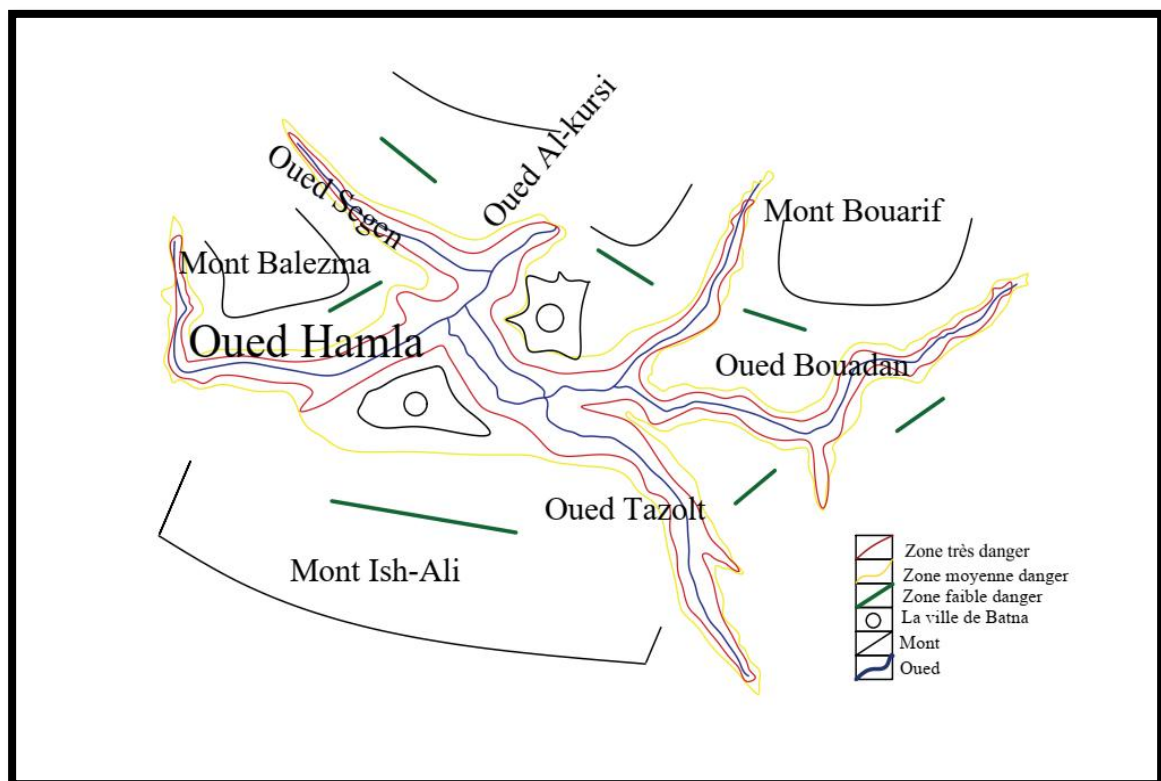 Oued Al-kursi
Oued Segen
Mont Bouarif
Mont Balezma
Oued Hamla
Oued Bouadan
Oued Tazolt
Mont Ish-Ali
Zone très danger
Zone moyenne danger
Zone faible danger
La ville de Batna
Mont
Oued